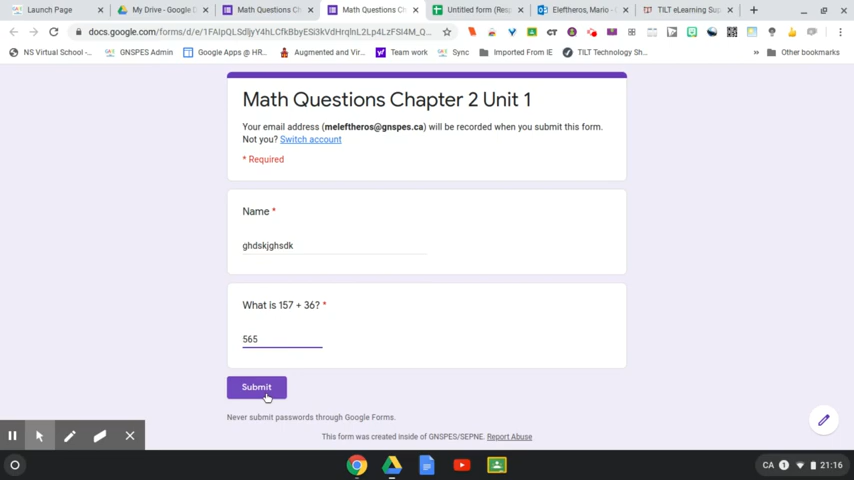 Launch Page
My Drive - Google D
Math Questions Ch
Math Questions Ch
Untitled form (Resp
Eleftheros, Mario -
TILT eLearning Sup
docs.google.com/forms/d/e/
NS Virtual School -...
GNSPES Admin
Google Apps @ HR...
Augmented and Vir...
Team work
Sync
Imported From IE
TILT Technology Sh...
Other bookmarks
Math Questions Chapter 2 Unit 1
Your email address (meleftheros@gnspes.ca) will be recorded when you submit this form.
Not you? Switch account
* Required
Name *
ghdskjghsdk
What is 157 + 36? *
565
Submit
Never submit passwords through Google Forms.
This form was created inside of GNSPES/SEPNE. Report Abuse
CA 1 21:16